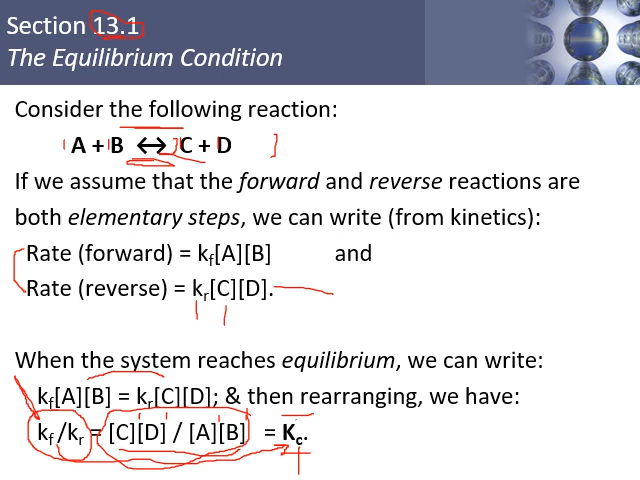 Section 13.1
The Equilibrium Condition
Consider the following reaction:
A + B ↔ C + D
If we assume that the forward and reverse reactions are
both elementary steps, we can write (from kinetics):
Rate (forward) = kf[A][B] and
Rate (reverse) = kr[C][D].
When the system reaches equilibrium, we can write:
kf[A][B] = kr[C][D]; & then rearranging, we have:
kf /kr = [C][D] / [A][B] = Kc.